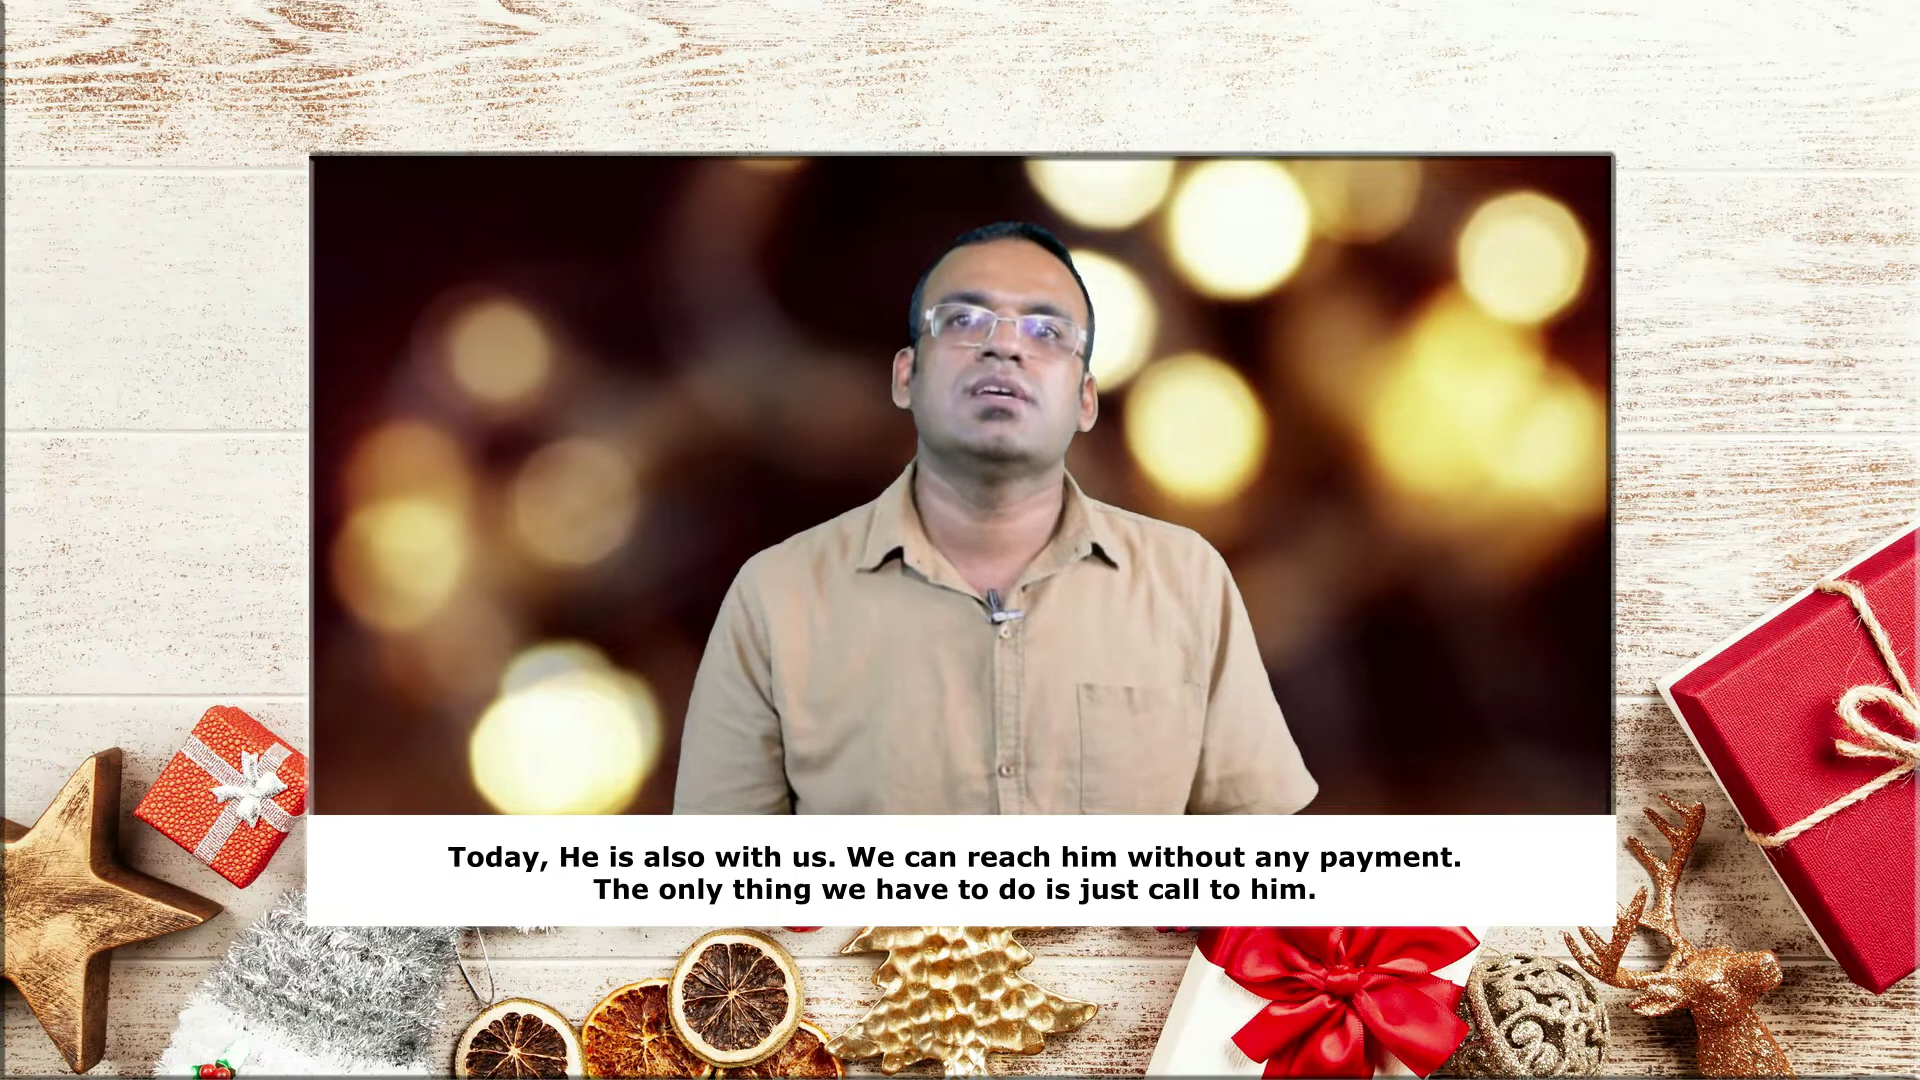 Today, He is also with us. We can reach him without any payment.
The only thing we have to do is just call to him.